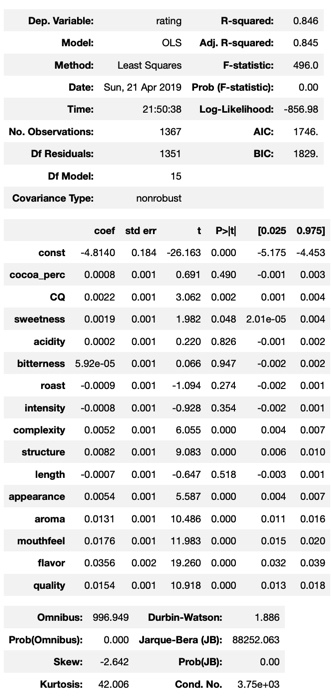 Dep. Variable: rating R-squared: 0.846
Model: OLS Adj. R-squared: 0.845
Method: Least Squares F-statistic: 496.0
Date: Sun, 21 Apr 2019 Prob (F-statistic): 0.00
Time: 21:50:38 Log-Likelihood: -856.98
No. Observations: 1367 AIC: 1746.
Df Residuals: 1351 BIC: 1829.
Df Model: 15
Covariance Type: nonrobust
coef std err t P>|t| [0.025 0.975]
const -4.8140 0.184 -26.163 0.000 -5.175 -4.453
cocoa_perc 0.0008 0.001 0.691 0.490 -0.001 0.003
CQ 0.0022 0.001 3.062 0.002 0.001 0.004
sweetness 0.0019 0.001 1.982 0.048 2.01e-05 0.004
acidity 0.0002 0.001 0.220 0.826 -0.001 0.002
bitterness 5.92e-05 0.001 0.066 0.947 -0.002 0.002
roast -0.0009 0.001 -1.094 0.274 -0.002 0.001
intensity -0.0008 0.001 -0.928 0.354 -0.002 0.001
complexity 0.0052 0.001 6.055 0.000 0.004 0.007
structure 0.0082 0.001 9.083 0.000 0.006 0.010
length -0.0007 0.001 -0.647 0.518 -0.003 0.001
appearance 0.0054 0.001 5.587 0.000 0.004 0.007
aroma 0.0131 0.001 10.486 0.000 0.011 0.016
mouthfeel 0.0176 0.001 11.983 0.000 0.015 0.020
flavor 0.0356 0.002 19.260 0.000 0.032 0.039
quality 0.0154 0.001 10.918 0.000 0.013 0.018
Omnibus: 996.949 Durbin-Watson: 1.886
Prob(Omnibus): 0.000 Jarque-Bera (JB): 88252.063
Skew: -2.642 Prob(JB): 0.00
Kurtosis: 42.006 Cond. No. 3.75e+03